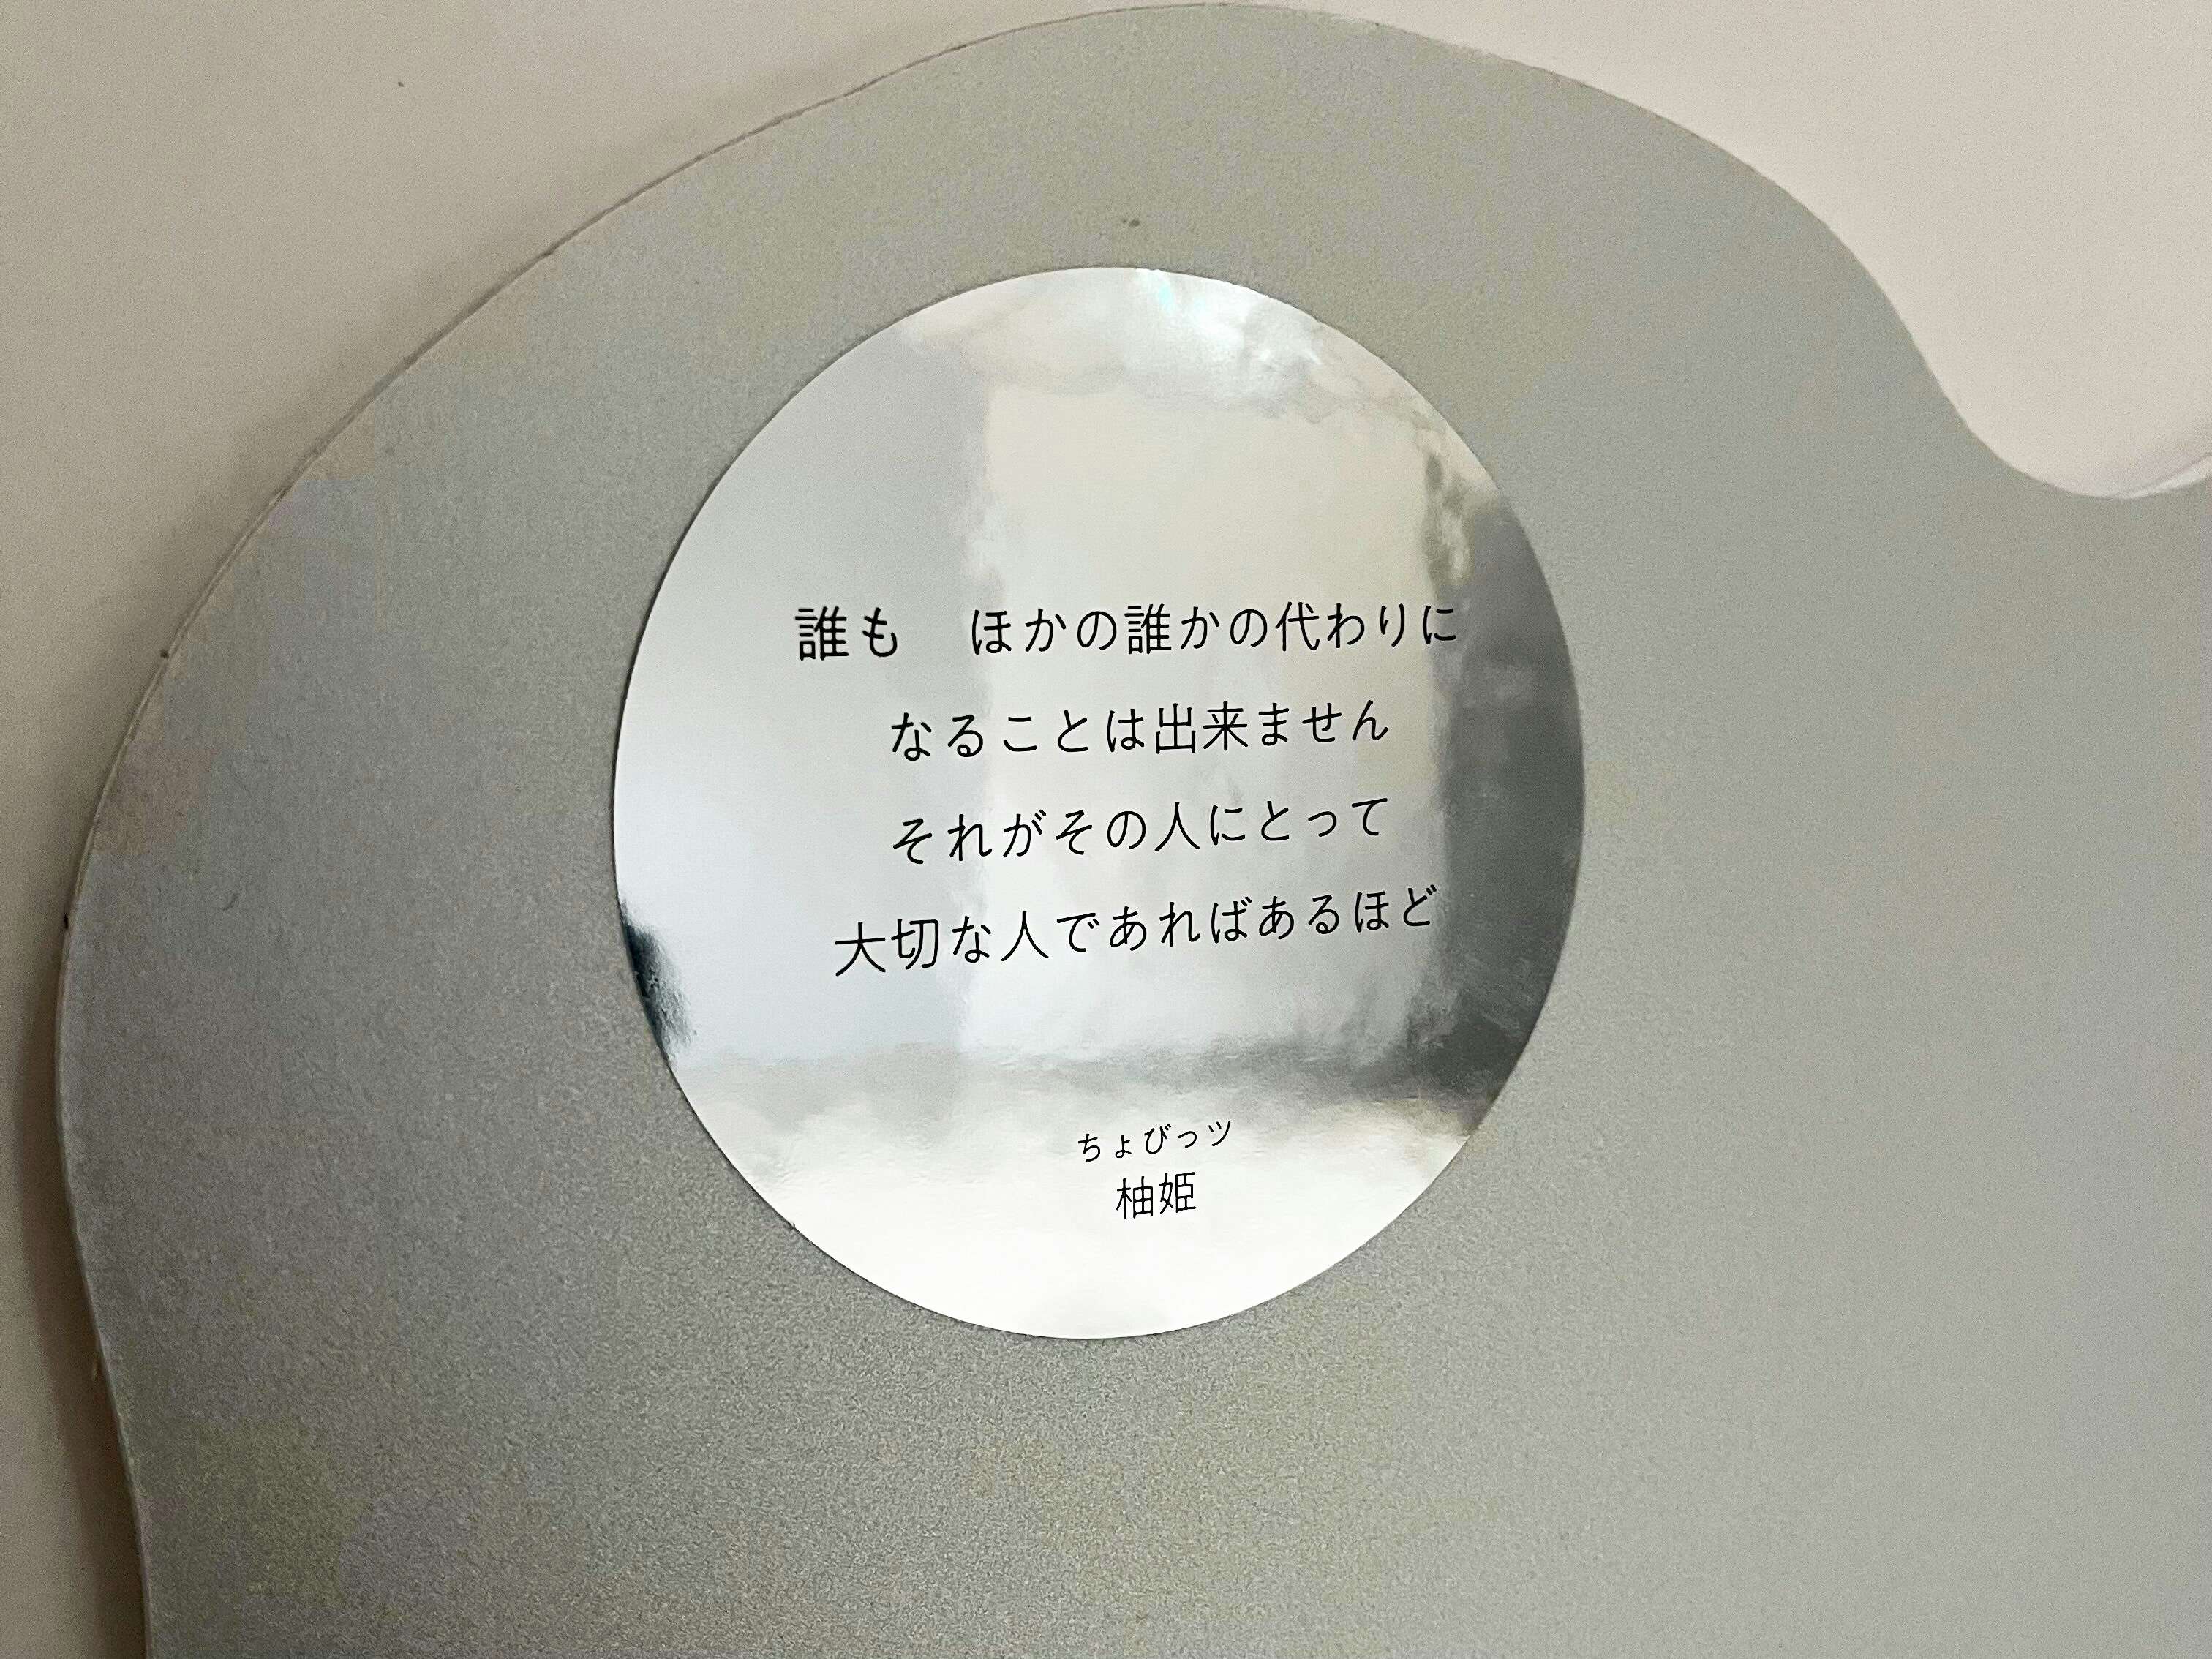 誰も　ほかの誰かの代わりに
なることは出来ません
それがその人にとって
大切な人であればあるほど
ちょびっツ
柚姫